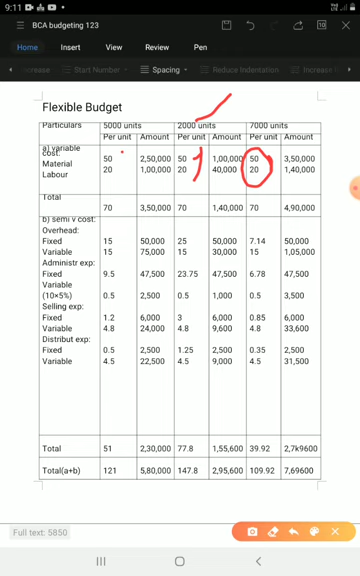 9:11
BCA budgeting 123
10
Home Insert View Review Pen
Increase Start Number Spacing Reduce Indentation Increase I
Flexible Budget
Particulars 5000 units 2000 units 7000 units
Per unit Amount Per unit Amount Per unit Amount
a) variable
cost:
Material 50 2,50,000 50 1,00,000 50 3,50,000
Labour 20 1,00,000 20 40,000 20 1,40,000
Total
70 3,50,000 70 1,40,000 70 4,90,000
b) semi v cost:
Overhead:
Fixed 15 50,000 25 50,000 7.14 50,000
Variable 15 75,000 15 30,000 15 1,05,000
Administr exp:
Fixed 9.5 47,500 23.75 47,500 6.78 47,500
Variable
(10×5%) 0.5 2,500 0.5 1,000 0.5 3,500
Selling exp:
Fixed 1.2 6,000 3 6,000 0.85 6,000
Variable 4.8 24,000 4.8 9,600 4.8 33,600
Distribut exp:
Fixed 0.5 2,500 1.25 2,500 0.35 2,500
Variable 4.5 22,500 4.5 9,000 4.5 31,500
Total 51 2,30,000 77.8 1,55,600 39.92 2,7k9600
Total(a+b) 121 5,80,000 147.8 2,95,600 109.92 7,69600
Full text: 5850